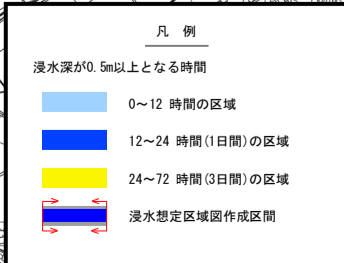 凡 例
浸水深が0.5m以上となる時間
0～12 時間の区域
12～24 時間(1日間)の区域
24～72 時間(3日間)の区域
浸水想定区域図作成区間